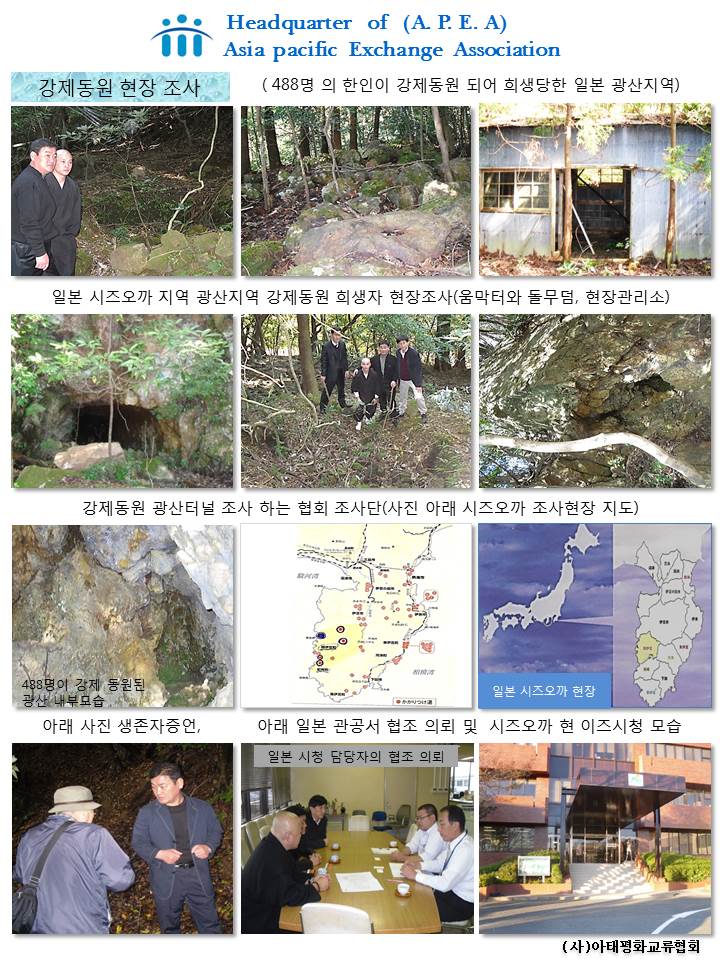 Headquarter of (A. P. E. A)
Asia pacific Exchange Association
강제동원 현장 조사
( 488명 의 한인이 강제동원 되어 희생당한 일본 광산지역)
일본 시즈오까 지역 광산지역 강제동원 희생자 현장조사(움막터와 돌무덤, 현장관리소)
강제동원 광산터널 조사 하는 협회 조사단(사진 아래 시즈오까 조사현장 지도)
488명이 강제 동원된
광산 내부모습
駿河湾
相模湾
일본 시즈오까 현장
아래 사진 생존자증언,
아래 일본 관공서 협조 의뢰 및 시즈오까 현 이즈시청 모습
일본 시청 담당자의 협조 의뢰
(사)아태평화교류협회